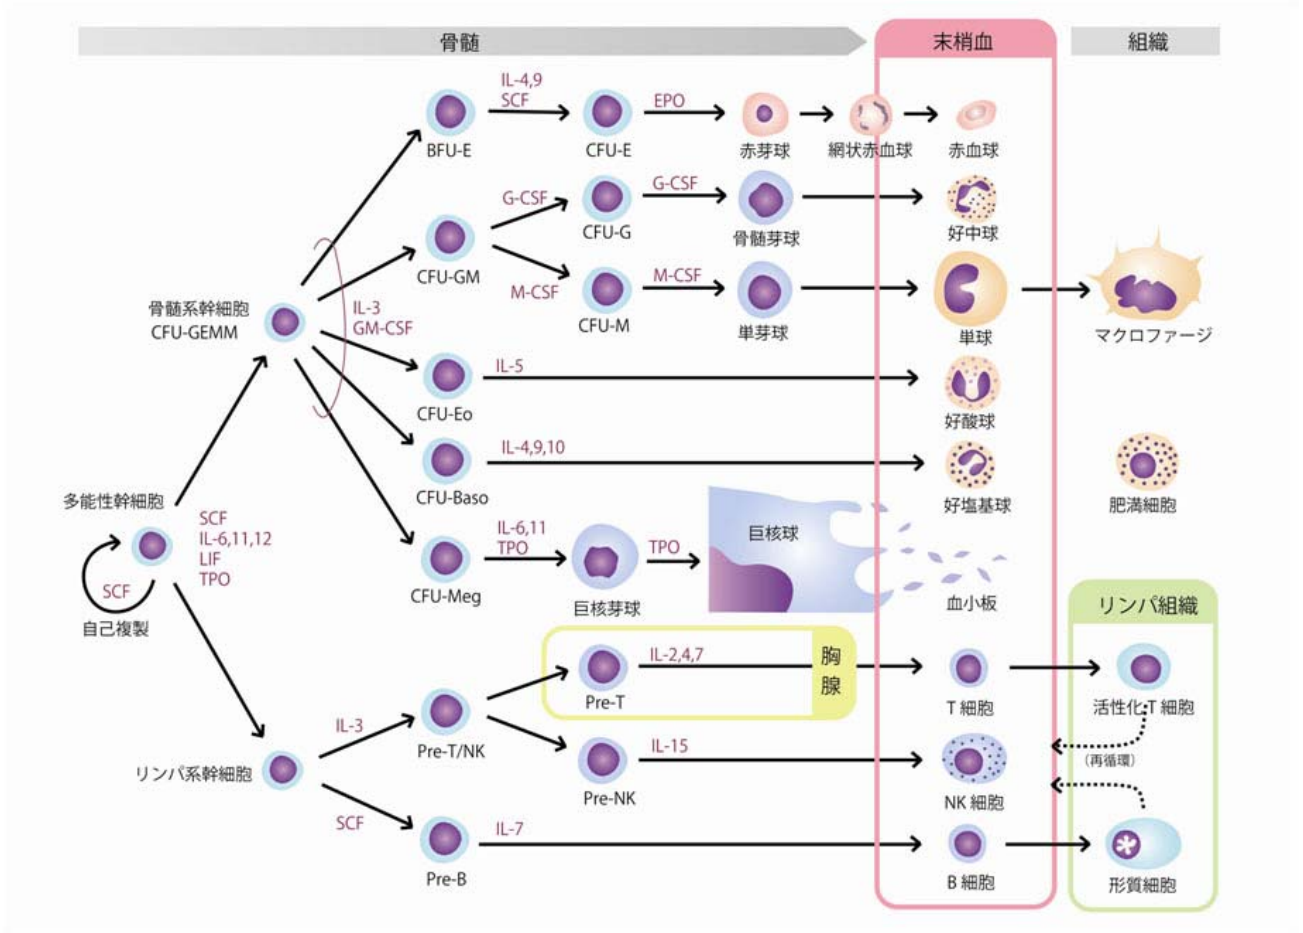 骨髄
末梢血
組織
IL-4,9
SCF
EPO
BFU-E
CFU-E
赤芽球
網状赤血球
赤血球
G-CSF
G-CSF
CFU-GM
CFU-G
骨髄芽球
好中球
M-CSF
M-CSF
CFU-M
単芽球
単球
マクロファージ
骨髄系幹細胞
CFU-GEMM
IL-3
GM-CSF
IL-5
CFU-Eo
好酸球
IL-4,9,10
CFU-Baso
好塩基球
肥満細胞
多能性幹細胞
SCF
IL-6,11,12
LIF
TPO
SCF
自己複製
IL-6,11
TPO
TPO
CFU-Meg
巨核芽球
巨核球
血小板
リンパ組織
胸
腺
IL-2,4,7
Pre-T
T 細胞
活性化T 細胞
IL-3
Pre-T/NK
リンパ系幹細胞
IL-15
Pre-NK
NK 細胞
(再循環)
SCF
IL-7
Pre-B
B 細胞
形質細胞